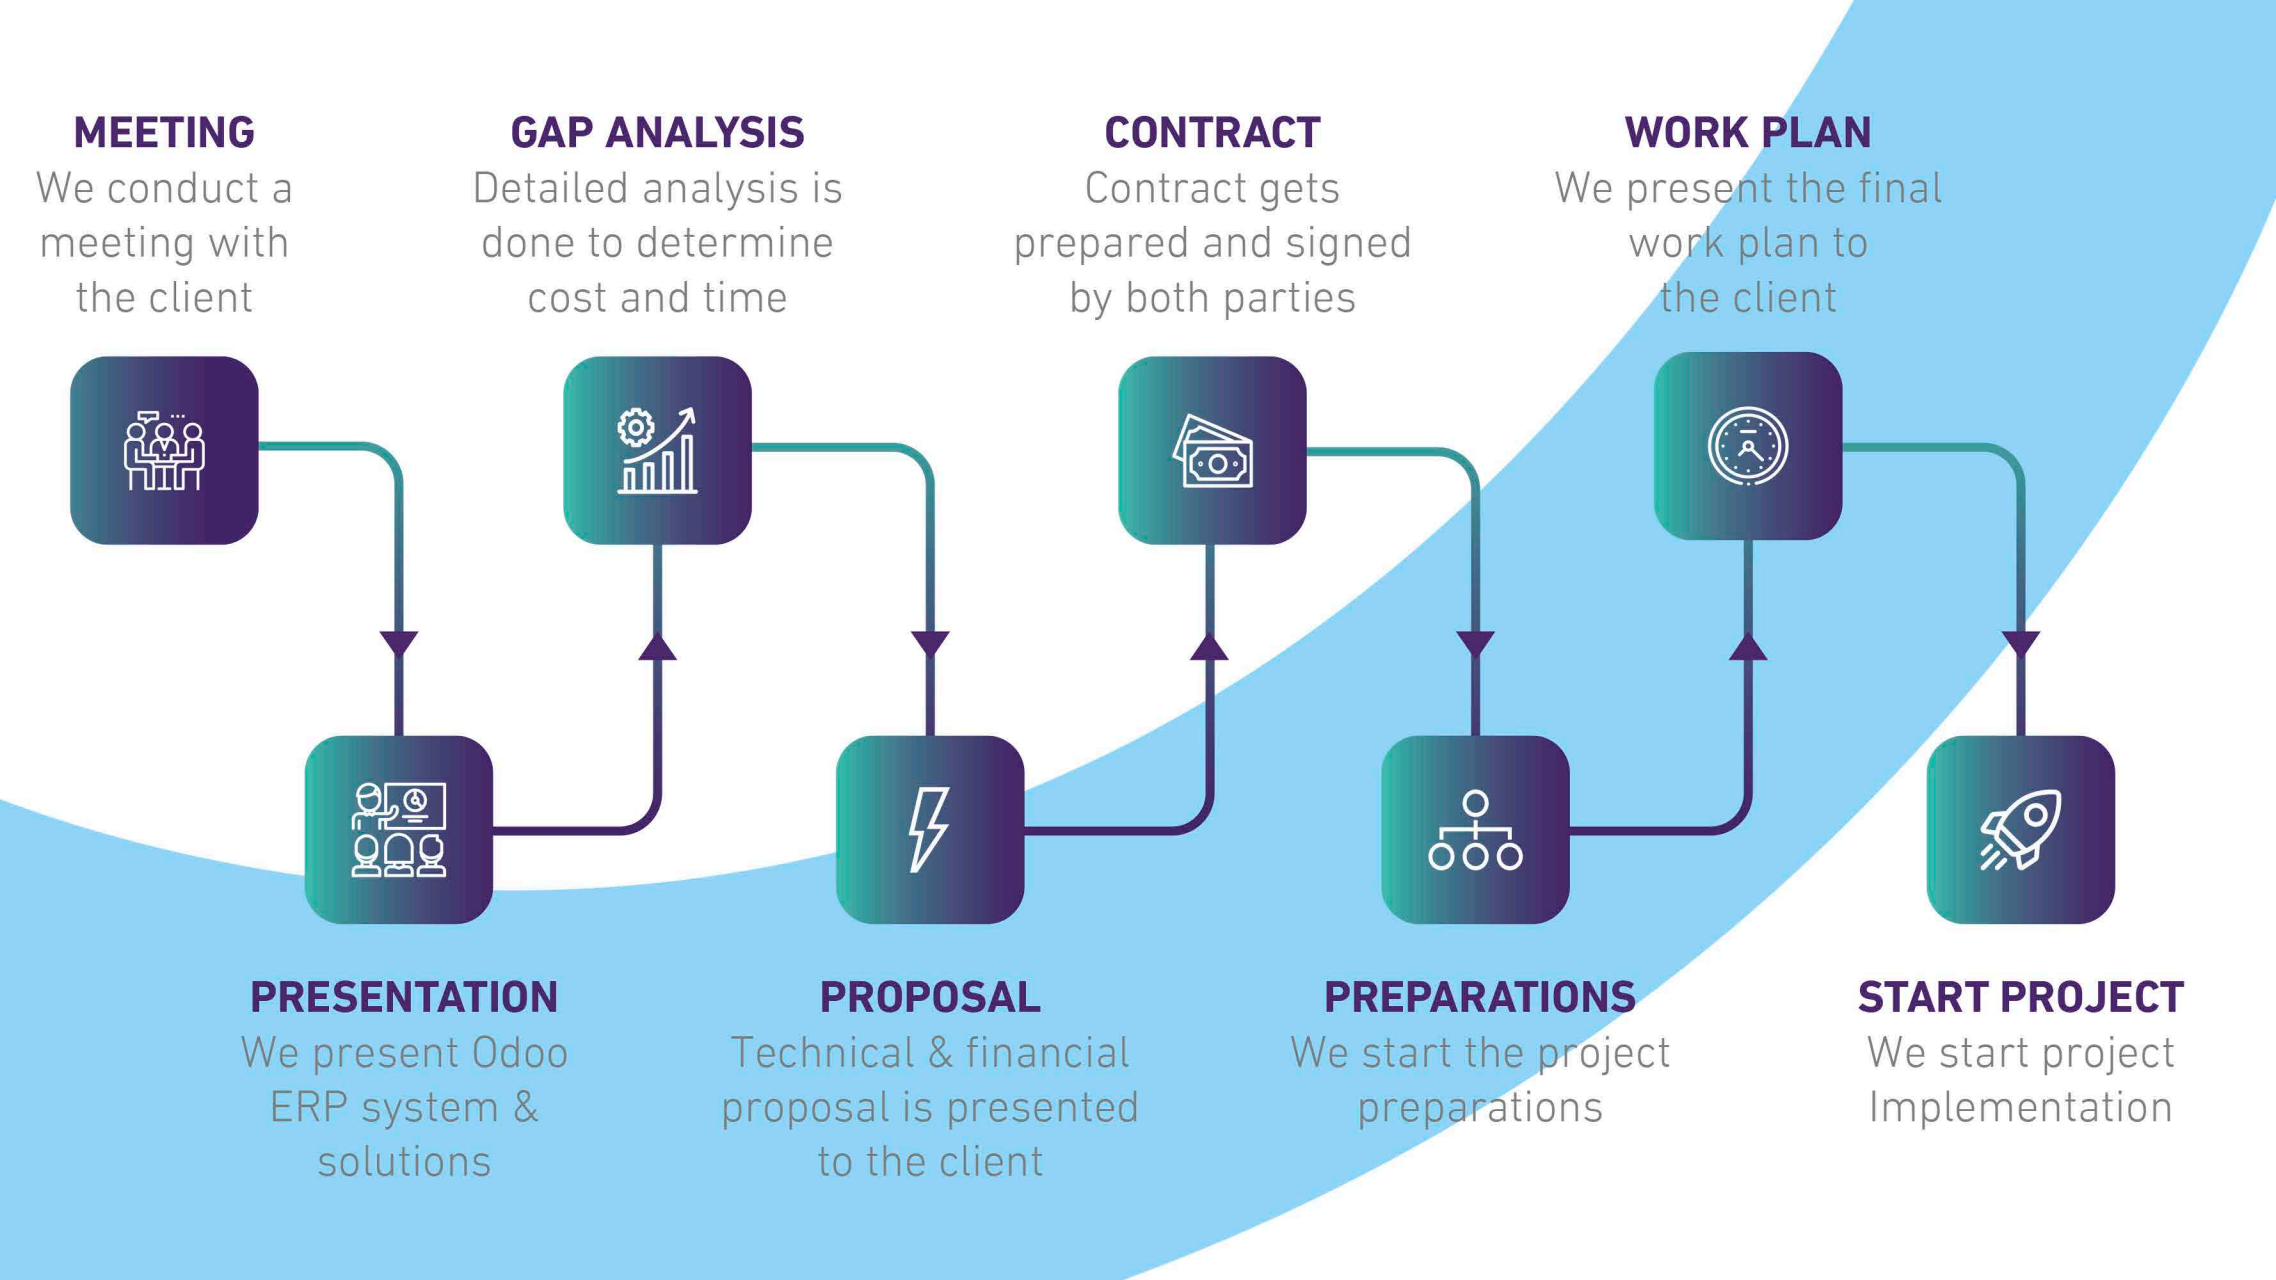 MEETING
We conduct a
meeting with
the client
PRESENTATION
We present Odoo
ERP system &
solutions
GAP ANALYSIS
Detailed analysis is
done to determine
cost and time
PROPOSAL
Technical & financial
proposal is presented
to the client
CONTRACT
Contract gets
prepared and signed
by both parties
PREPARATIONS
We start the project
preparations
WORK PLAN
We present the final
work plan to
the client
START PROJECT
We start project
Implementation